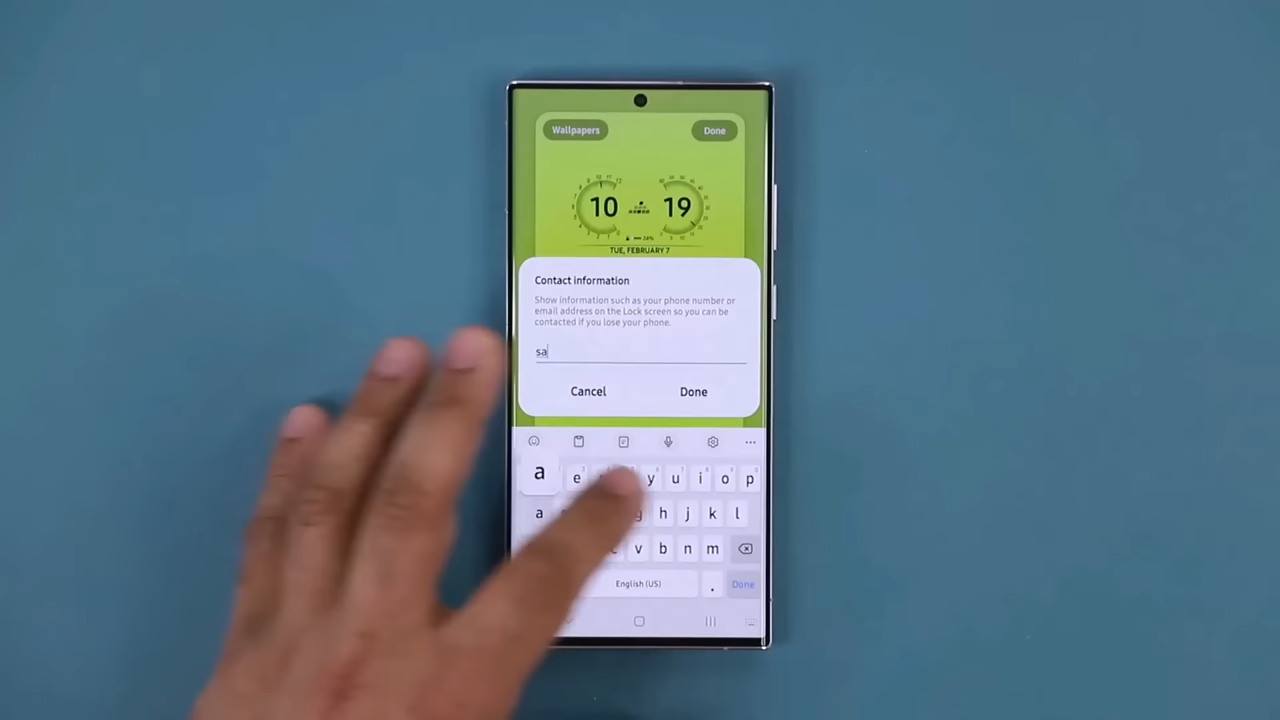 Wallpapers
Done
10 19
24%
TUE, FEBRUARY 7
Contact information
Show information such as your phone number or
email address on the Lock screen so you can be
contacted if you lose your phone.
sa
Cancel
Done
a
e y u i o p
a g h j k l
c v b n m
English (US) . Done